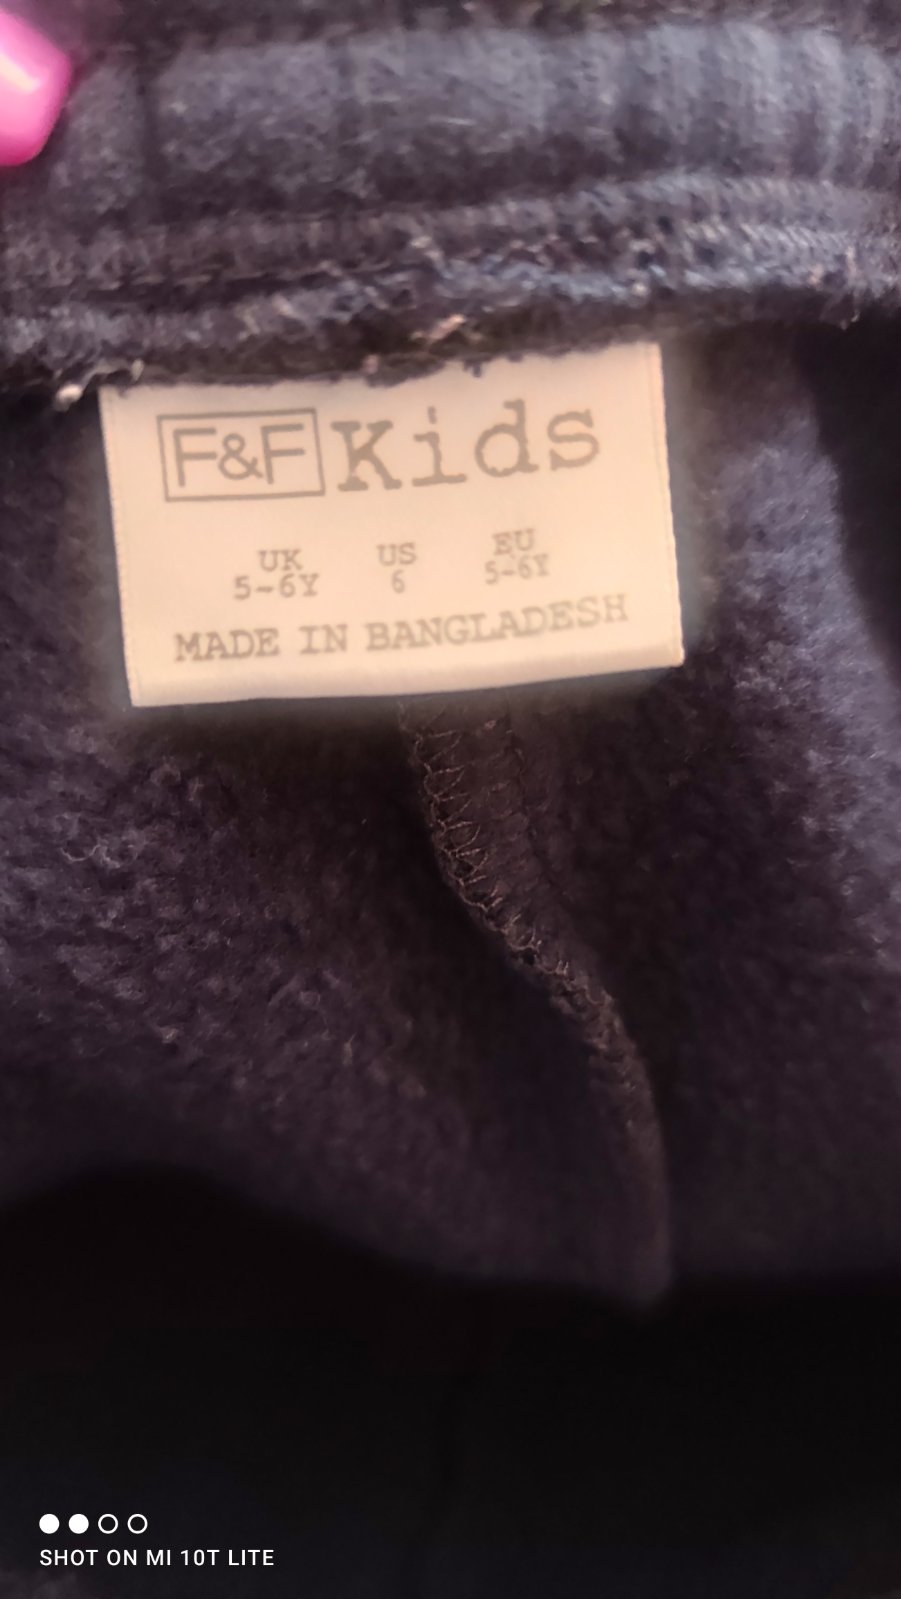 F&F Kids
UK US EU
5-6Y 6 5-6Y
MADE IN BANGLADESH
SHOT ON MI 10T LITE